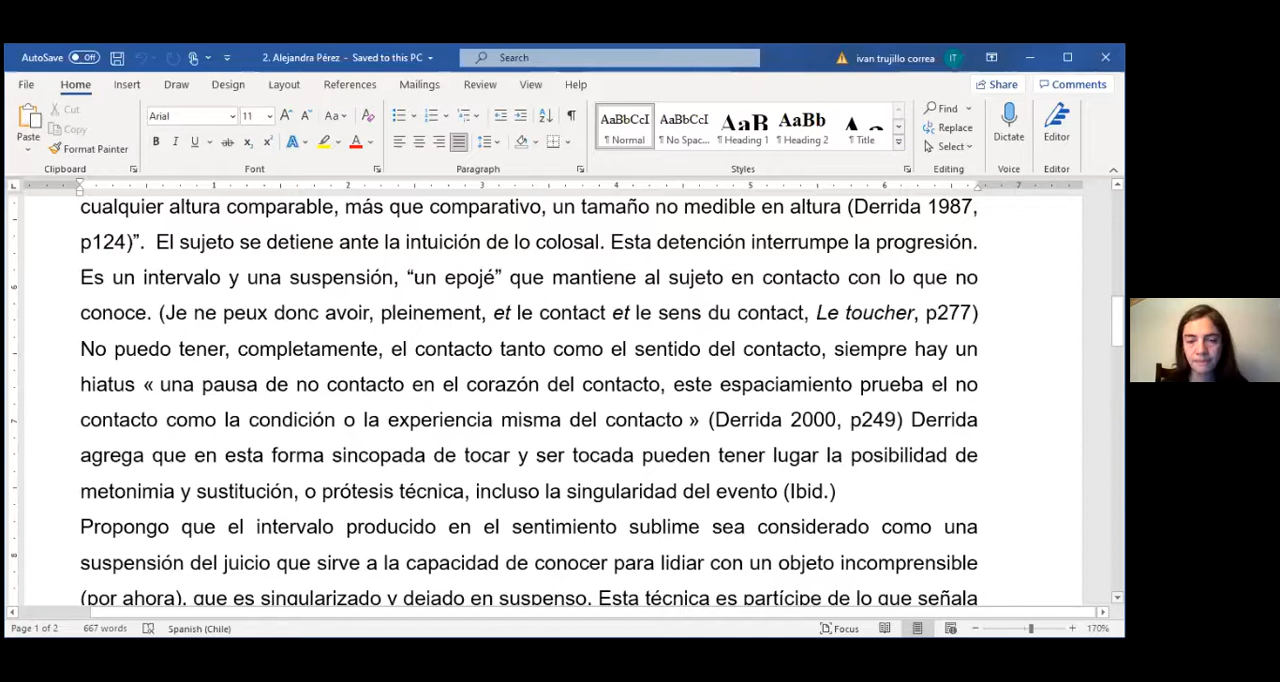 AutoSave Off 2. Alejandra Pérez - Saved to this PC Search ivan trujillo correa IT
File Home Insert Draw Design Layout References Mailings Review View Help Share Comments
Paste Cut Copy Format Painter Arial 11 Aa AaBbCcI AaBbCcI AaB AaBb Find Replace Select Dictate Editor
B I U ab x₂ x² A A ¶ Normal ¶ No Spac... ¶ Heading 1 ¶ Heading 2 ¶ Title
Clipboard Font Paragraph Styles Editing Voice Editor
1 2 3 4 5 6 7
cualquier altura comparable, más que comparativo, un tamaño no medible en altura (Derrida 1987,
p124)”. El sujeto se detiene ante la intuición de lo colosal. Esta detención interrumpe la progresión.
Es un intervalo y una suspensión, “un epojé” que mantiene al sujeto en contacto con lo que no
conoce. (Je ne peux donc avoir, pleinement, et le contact et le sens du contact, Le toucher, p277)
No puedo tener, completamente, el contacto tanto como el sentido del contacto, siempre hay un
hiatus « una pausa de no contacto en el corazón del contacto, este espaciamiento prueba el no
contacto como la condición o la experiencia misma del contacto » (Derrida 2000, p249) Derrida
agrega que en esta forma sincopada de tocar y ser tocada pueden tener lugar la posibilidad de
metonimia y sustitución, o prótesis técnica, incluso la singularidad del evento (Ibid.)
Propongo que el intervalo producido en el sentimiento sublime sea considerado como una
suspensión del juicio que sirve a la capacidad de conocer para lidiar con un objeto incomprensible
(por ahora), que es singularizado y dejado en suspenso. Esta técnica es partícipe de lo que señala
Page 1 of 2 667 words Spanish (Chile) Focus 170%